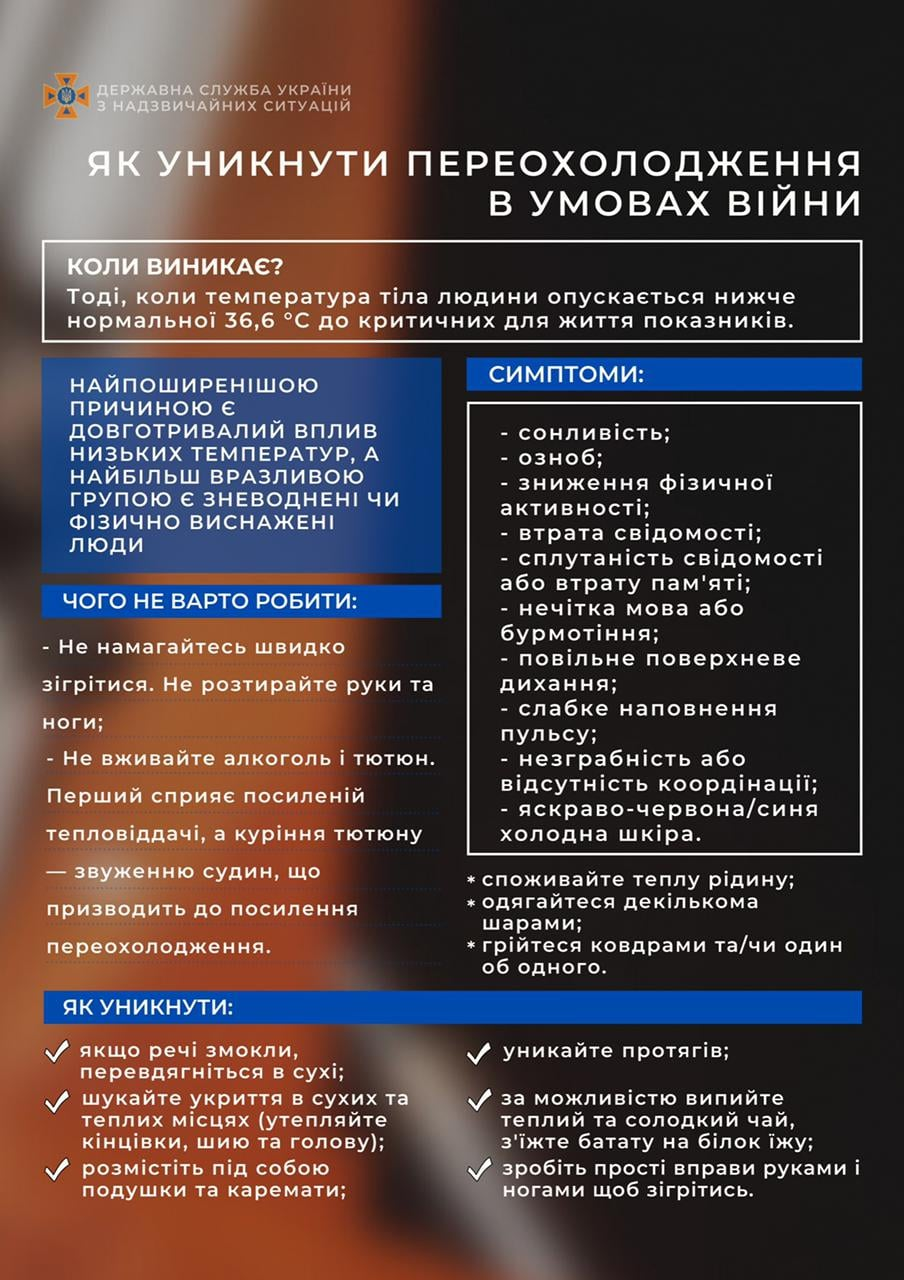 ДЕРЖАВНА СЛУЖБА УКРАЇНИ
З НАДЗВИЧАЙНИХ СИТУАЦІЙ
ЯК УНИКНУТИ ПЕРЕОХОЛОДЖЕННЯ
В УМОВАХ ВІЙНИ
КОЛИ ВИНИКАЄ?
Тоді, коли температура тіла людини опускається нижче
нормальної 36,6 °C до критичних для життя показників.
НАЙПОШИРЕНІШОЮ
ПРИЧИНОЮ Є
ДОВГОТРИВАЛИЙ ВПЛИВ
НИЗЬКИХ ТЕМПЕРАТУР, А
НАЙБІЛЬШ ВРАЗЛИВОЮ
ГРУПОЮ Є ЗНЕВОДНЕНІ ЧИ
ФІЗИЧНО ВИСНАЖЕНІ
ЛЮДИ
ЧОГО НЕ ВАРТО РОБИТИ:
- Не намагайтесь швидко
зігрітися. Не розтирайте руки та
ноги;
- Не вживайте алкоголь і тютюн.
Перший сприяє посиленій
тепловіддачі, а куріння тютюну
— звуженню судин, що
призводить до посилення
переохолодження.
СИМПТОМИ:
- сонливість;
- озноб;
- зниження фізичної
активності;
- втрата свідомості;
- сплутаність свідомості
або втрату пам'яті;
- нечітка мова або
бурмотіння;
- повільне поверхневе
дихання;
- слабке наповнення
пульсу;
- незграбність або
відсутність координації;
- яскраво-червона/синя
холодна шкіра.
* споживайте теплу рідину;
* одягайтеся декількома
шарами;
* грійтеся ковдрами та/чи один
об одного.
ЯК УНИКНУТИ:
якщо речі змокли,
перевдягніться в сухі;
шукайте укриття в сухих та
теплих місцях (утепляйте
кінцівки, шию та голову);
розмістіть під собою
подушки та каремати;
уникайте протягів;
за можливістю випийте
теплий та солодкий чай,
з'їжте батату на білок їжу;
зробіть прості вправи руками і
ногами щоб зігрітись.